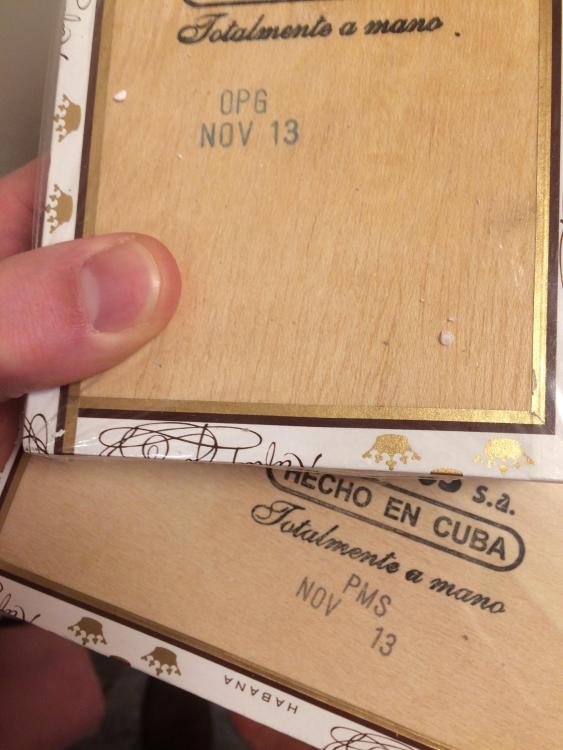 Totalmente a mano.
OPG
NOV 13
s.a.
HECHO EN CUBA
Totalmente a mano
PMS
NOV 13
HABANA